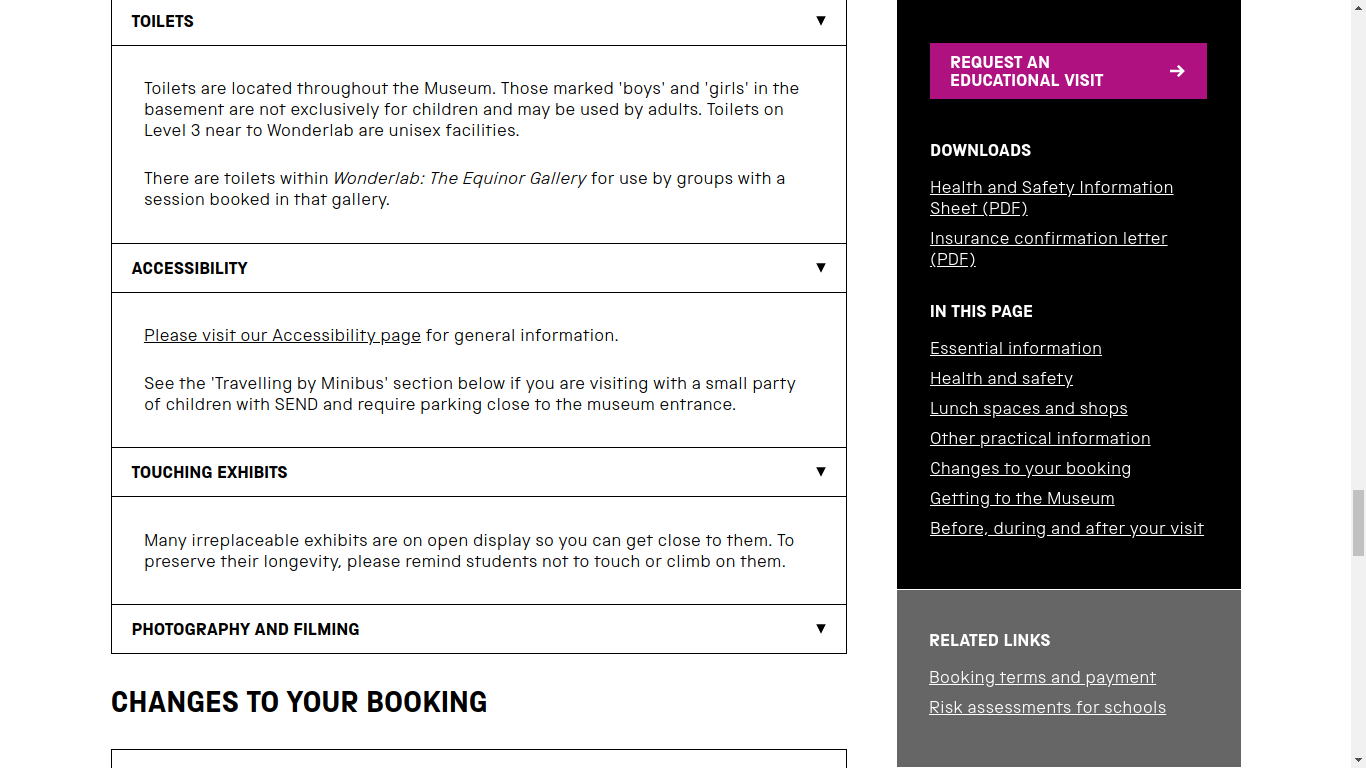 TOILETS
Toilets are located throughout the Museum. Those marked 'boys' and 'girls' in the
basement are not exclusively for children and may be used by adults. Toilets on
Level 3 near to Wonderlab are unisex facilities.
There are toilets within Wonderlab: The Equinor Gallery for use by groups with a
session booked in that gallery.
ACCESSIBILITY
Please visit our Accessibility page for general information.
See the 'Travelling by Minibus' section below if you are visiting with a small party
of children with SEND and require parking close to the museum entrance.
TOUCHING EXHIBITS
Many irreplaceable exhibits are on open display so you can get close to them. To
preserve their longevity, please remind students not to touch or climb on them.
PHOTOGRAPHY AND FILMING
CHANGES TO YOUR BOOKING
REQUEST AN
EDUCATIONAL VISIT
DOWNLOADS
Health and Safety Information
Sheet (PDF)
Insurance confirmation letter
(PDF)
IN THIS PAGE
Essential information
Health and safety
Lunch spaces and shops
Other practical information
Changes to your booking
Getting to the Museum
Before, during and after your visit
RELATED LINKS
Booking terms and payment
Risk assessments for schools